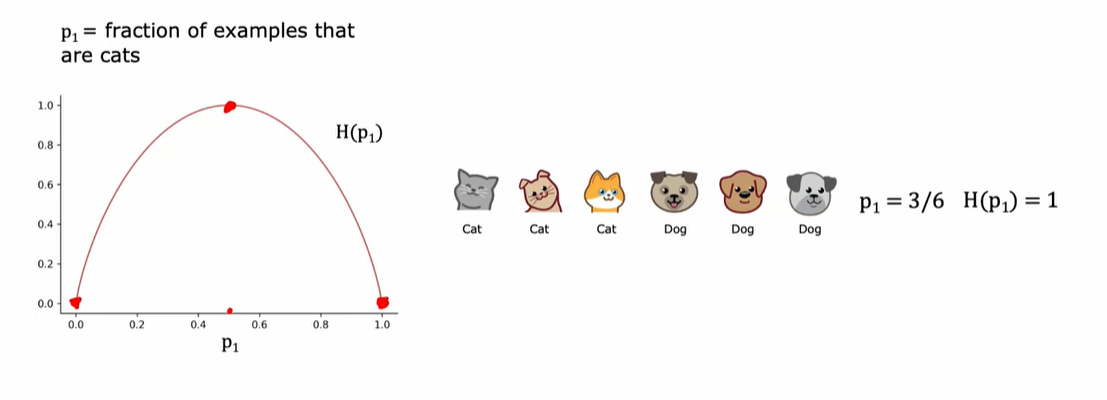 p₁ = fraction of examples that
are cats
1.0
0.8
0.6
0.4
0.2
0.0
0.0 0.2 0.4 0.6 0.8 1.0
p₁
H(p₁)
Cat Cat Cat Dog Dog Dog
p₁ = 3/6 H(p₁) = 1